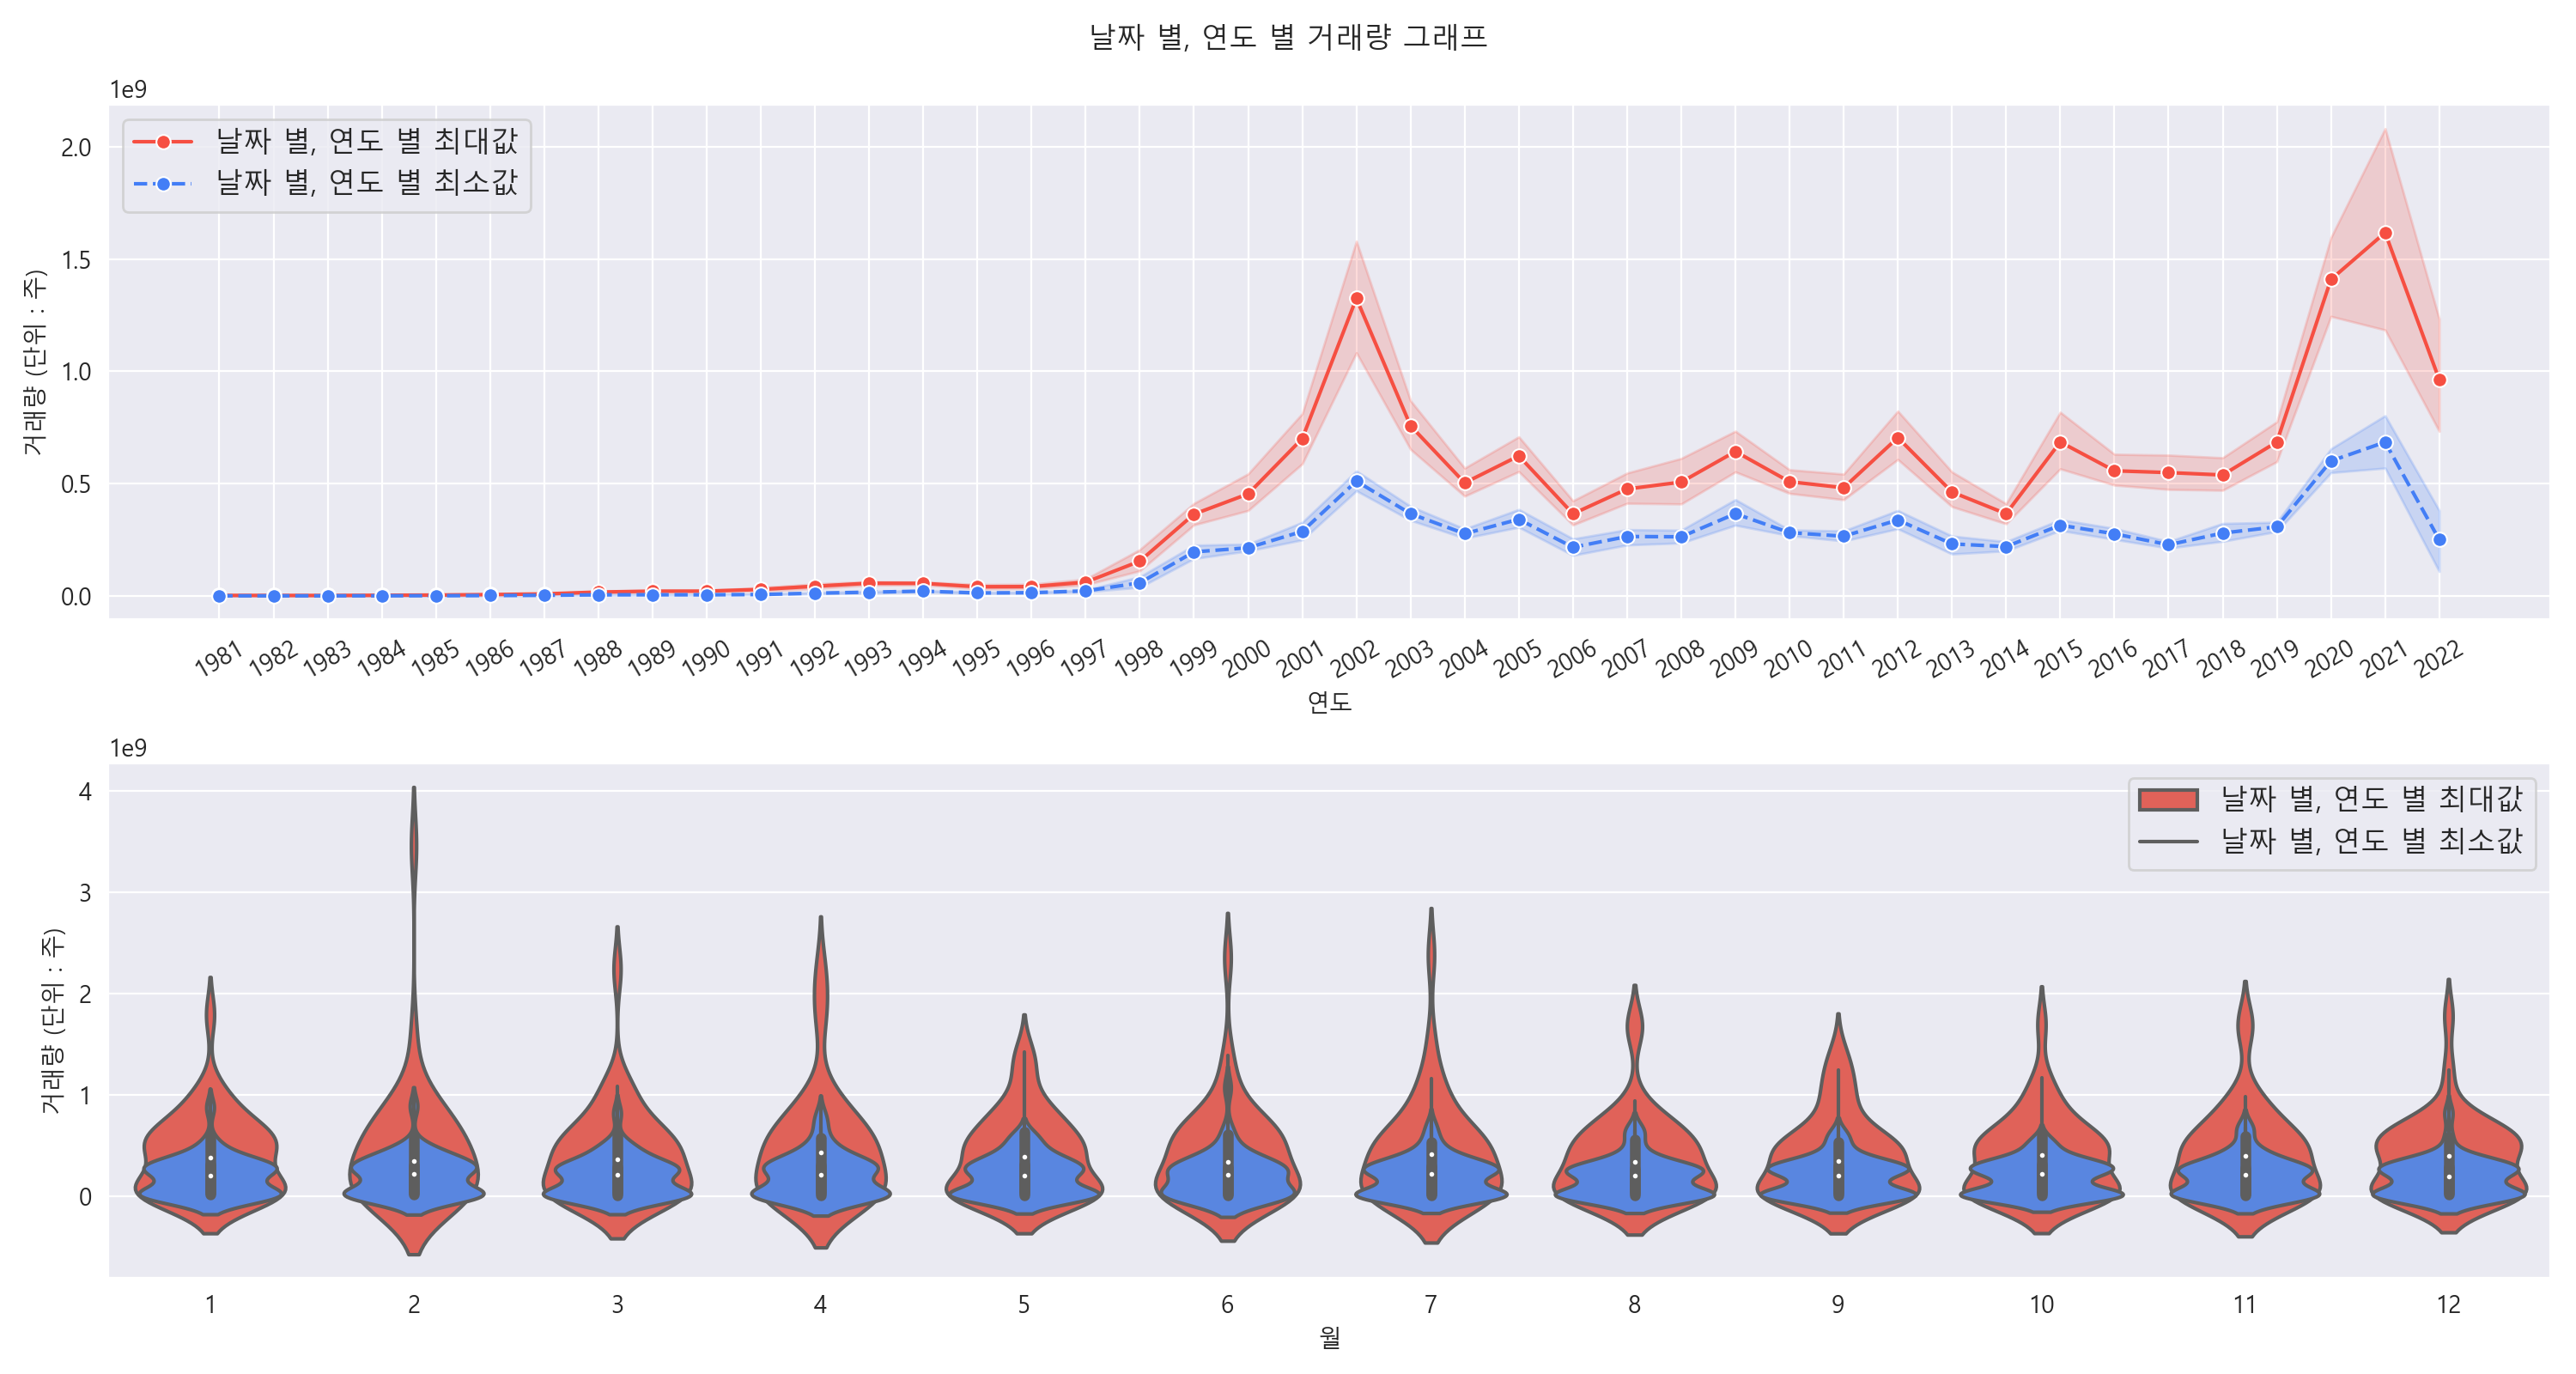 날짜 별, 연도 별 거래량 그래프
1e9
날짜 별, 연도 별 최대값
날짜 별, 연도 별 최소값
2.0
1.5
1.0
0.5
0.0
거래량 (단위 : 주)
1981 1982 1983 1984 1985 1986 1987 1988 1989 1990 1991 1992 1993 1994 1995 1996 1997 1998 1999 2000 2001 2002 2003 2004 2005 2006 2007 2008 2009 2010 2011 2012 2013 2014 2015 2016 2017 2018 2019 2020 2021 2022
연도
1e9
날짜 별, 연도 별 최대값
날짜 별, 연도 별 최소값
4
3
2
1
0
거래량 (단위 : 주)
1 2 3 4 5 6 7 8 9 10 11 12
월